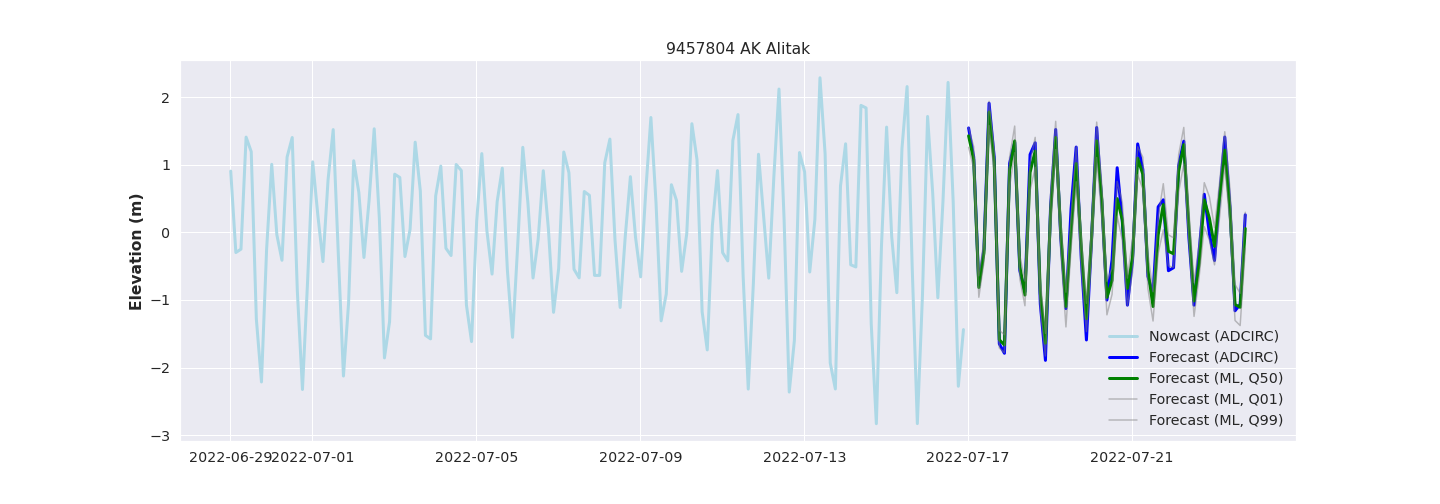 9457804 AK Alitak
Elevation (m)
2
1
0
−1
−2
−3
2022-06-29
2022-07-01
2022-07-05
2022-07-09
2022-07-13
2022-07-17
2022-07-21
Nowcast (ADCIRC)
Forecast (ADCIRC)
Forecast (ML, Q50)
Forecast (ML, Q01)
Forecast (ML, Q99)